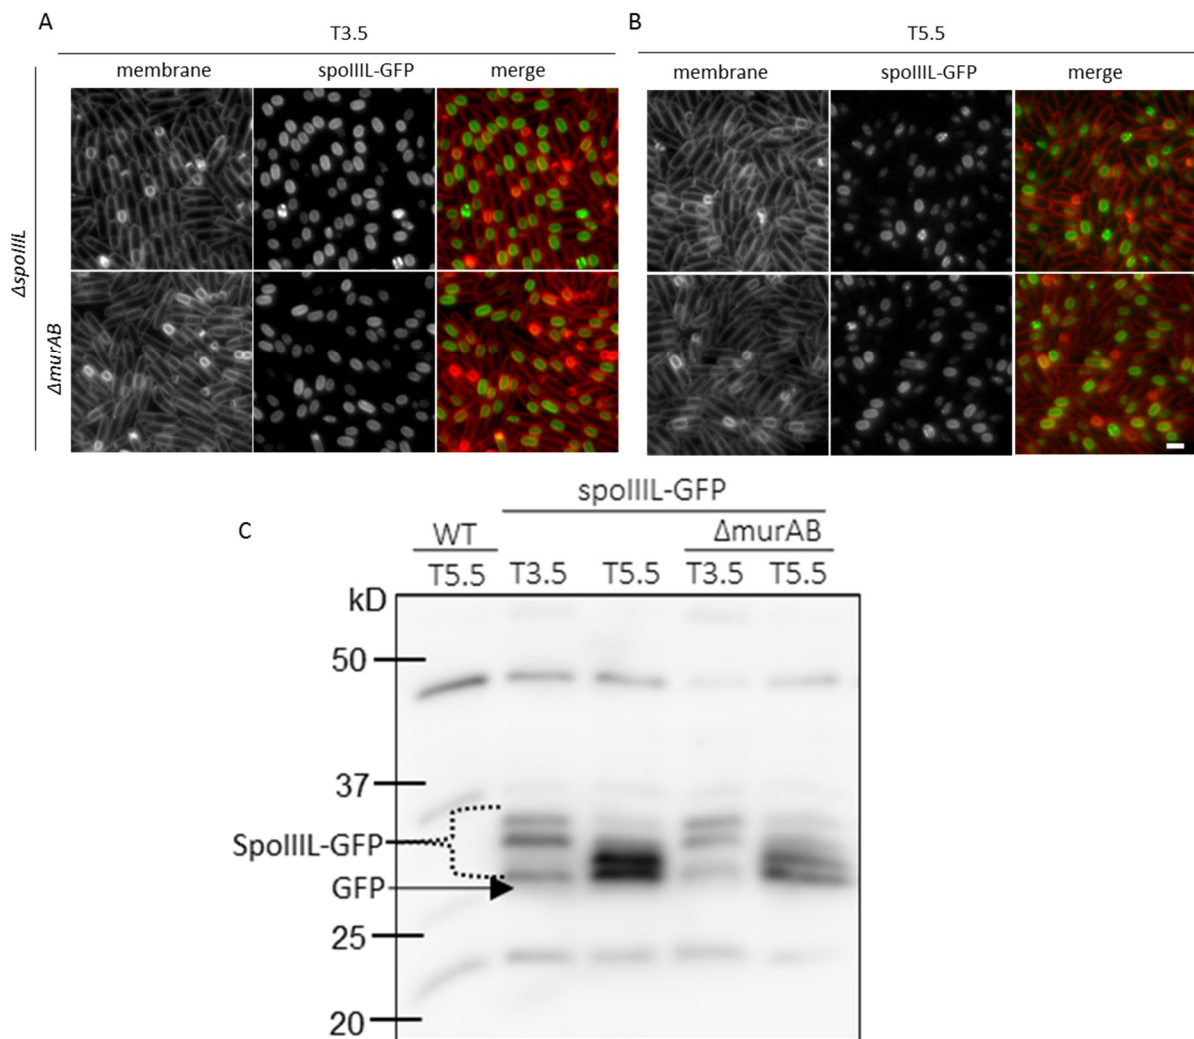 A
T3.5
membrane spoIIIL-GFP merge
B
T5.5
membrane spoIIIL-GFP merge
ΔspoIIIL
ΔmurAB
C
spoIIIL-GFP
WT ΔmurAB
T5.5 T3.5 T5.5 T3.5 T5.5
kD
50
37
SpoIIIL-GFP
GFP
25
20